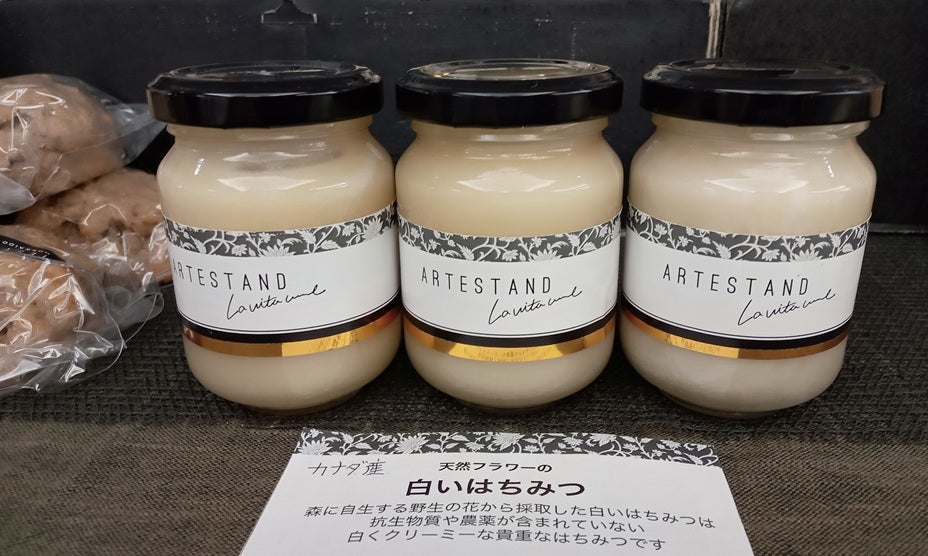 ARTESTAND
La vita une
ARTESTAND
La vita une
ARTESTAND
La vita une
カナダ産
天然フラワーの
白いはちみつ
森に自生する野生の花から採取した白いはちみつは
抗生物質や農薬が含まれていない
白くクリーミーな貴重なはちみつです